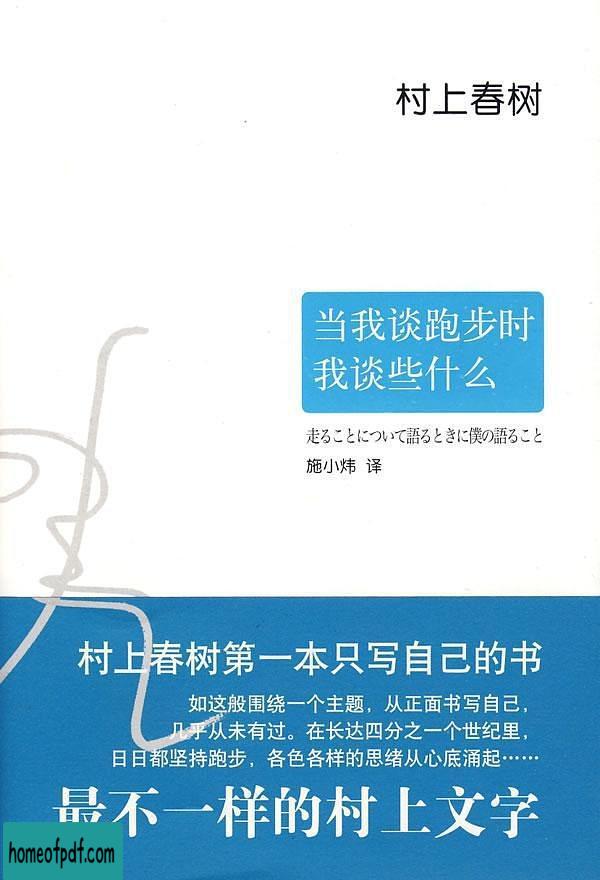 村上春树
当我谈跑步时
我谈些什么
走ることについて語るときに僕の語ること
施小炜 译
村上春树第一本只写自己的书
如这般围绕一个主题，从正面书写自己，
几乎从未有过。在长达四分之一个世纪里，
日日都坚持跑步，各色各样的思绪从心底涌起……
最不一样的村上文字
homeofpdf.com